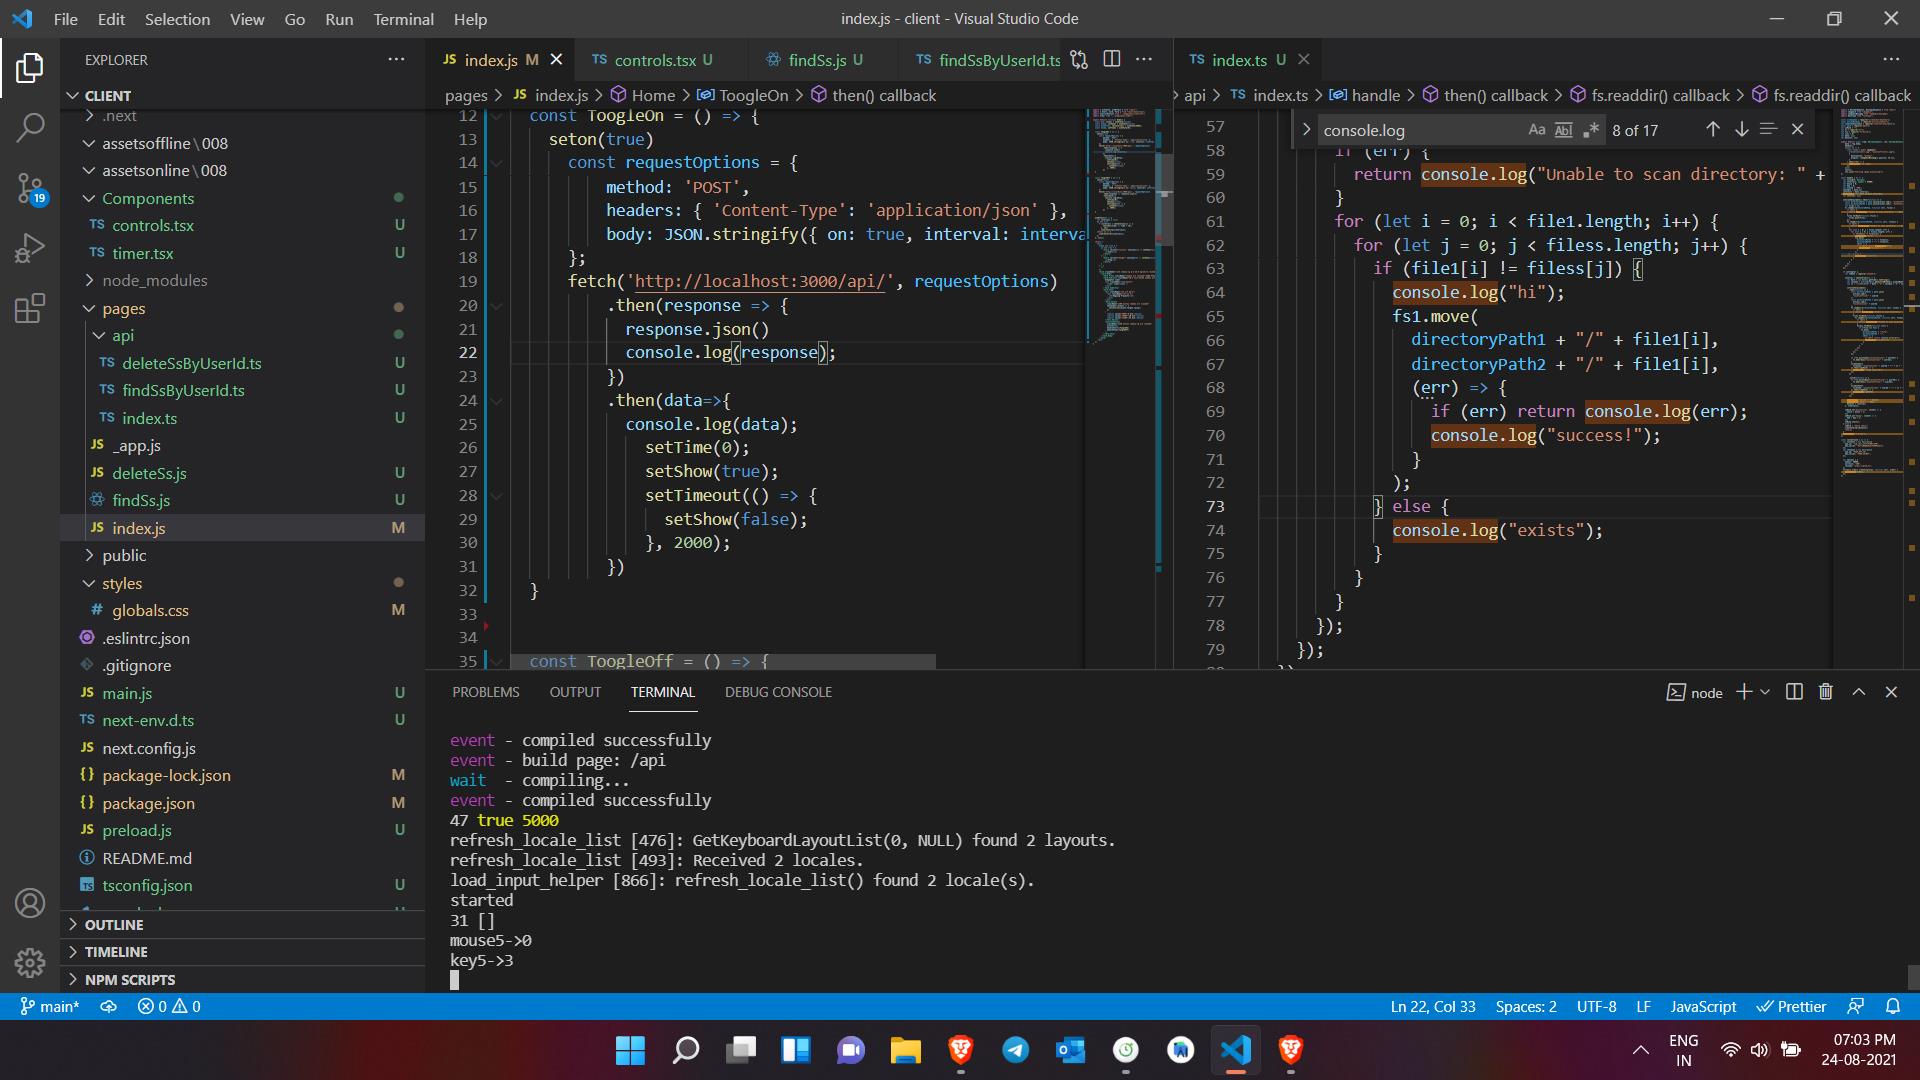 File Edit Selection View Go Run Terminal Help
index.js - client - Visual Studio Code
EXPLORER
CLIENT
.next
assetsoffline\008
assetsonline\008
Components
controls.tsx U
timer.tsx U
node_modules
pages
api
deleteSsByUserId.ts U
findSsByUserId.ts U
index.ts U
_app.js
deleteSs.js U
findSs.js U
index.js M
public
styles
globals.css M
.eslintrc.json
.gitignore
main.js U
next-env.d.ts U
next.config.js
package-lock.json M
package.json M
preload.js U
README.md
tsconfig.json U
OUTLINE
TIMELINE
NPM SCRIPTS
19
JS index.js M TS controls.tsx U findSs.js U TS findSsByUserId.ts
pages > JS index.js > Home > ToogleOn > then() callback
12 const ToogleOn = () => {
13 seton(true)
14 const requestOptions = {
15 method: 'POST',
16 headers: { 'Content-Type': 'application/json' },
17 body: JSON.stringify({ on: true, interval: interva
18 };
19 fetch('http://localhost:3000/api/', requestOptions)
20 .then(response => {
21 response.json()
22 console.log(response);
23 })
24 .then(data=>{
25 console.log(data);
26 setTime(0);
27 setShow(true);
28 setTimeout(() => {
29 setShow(false);
30 }, 2000);
31 })
32 }
33
34
35 const ToogleOff = () => {
TS index.ts U
api > TS index.ts > handle > then() callback > fs.readdir() callback > fs.readdir() callback
console.log Aa Abl .* 8 of 17
57
58 if (err) {
59 return console.log("Unable to scan directory: " +
60 }
61 for (let i = 0; i < file1.length; i++) {
62 for (let j = 0; j < filess.length; j++) {
63 if (file1[i] != filess[j]) {
64 console.log("hi");
65 fs1.move(
66 directoryPath1 + "/" + file1[i],
67 directoryPath2 + "/" + file1[i],
68 (err) => {
69 if (err) return console.log(err);
70 console.log("success!");
71 }
72 );
73 } else {
74 console.log("exists");
75 }
76 }
77 }
78 });
79 });
PROBLEMS OUTPUT TERMINAL DEBUG CONSOLE
node
event - compiled successfully
event - build page: /api
wait - compiling...
event - compiled successfully
47 true 5000
refresh_locale_list [476]: GetKeyboardLayoutList(0, NULL) found 2 layouts.
refresh_locale_list [493]: Received 2 locales.
load_input_helper [866]: refresh_locale_list() found 2 locale(s).
started
31 []
mouse5->0
key5->3
main* 0 0
Ln 22, Col 33 Spaces: 2 UTF-8 LF JavaScript Prettier
ENG
IN
07:03 PM
24-08-2021